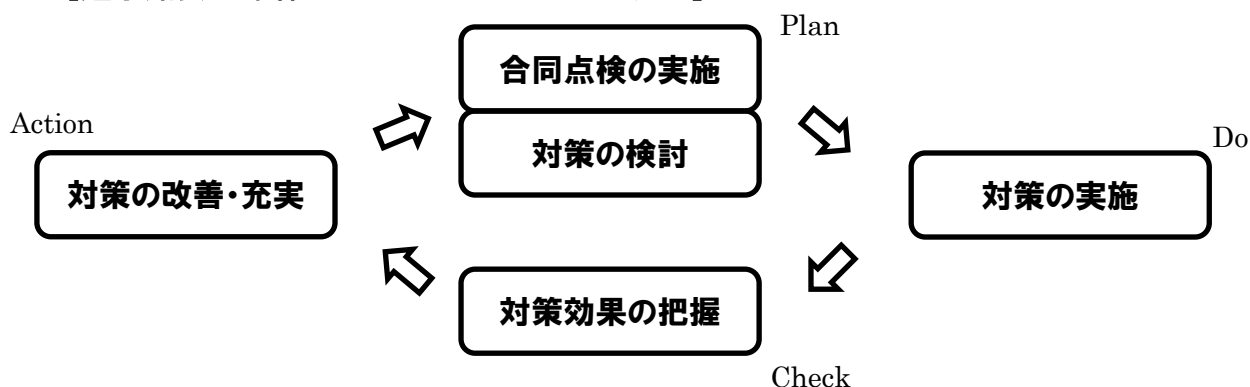 Plan
合同点検の実施
対策の検討
Action
対策の改善・充実
Do
対策の実施
対策効果の把握
Check